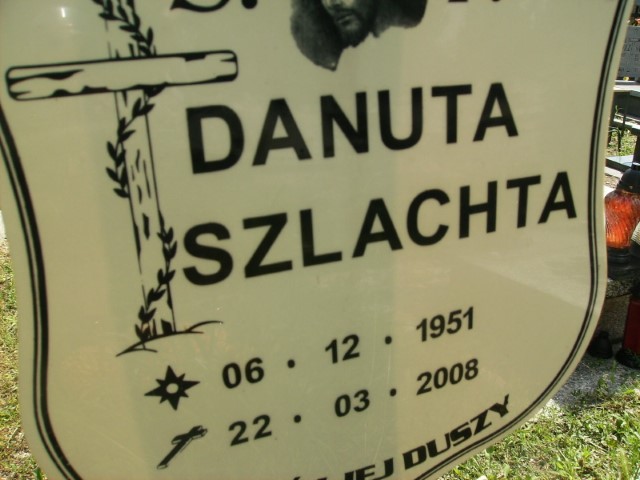 DANUTA
SZLACHTA
06 • 12 • 1951
22 • 03 • 2008
JEJ DUSZY